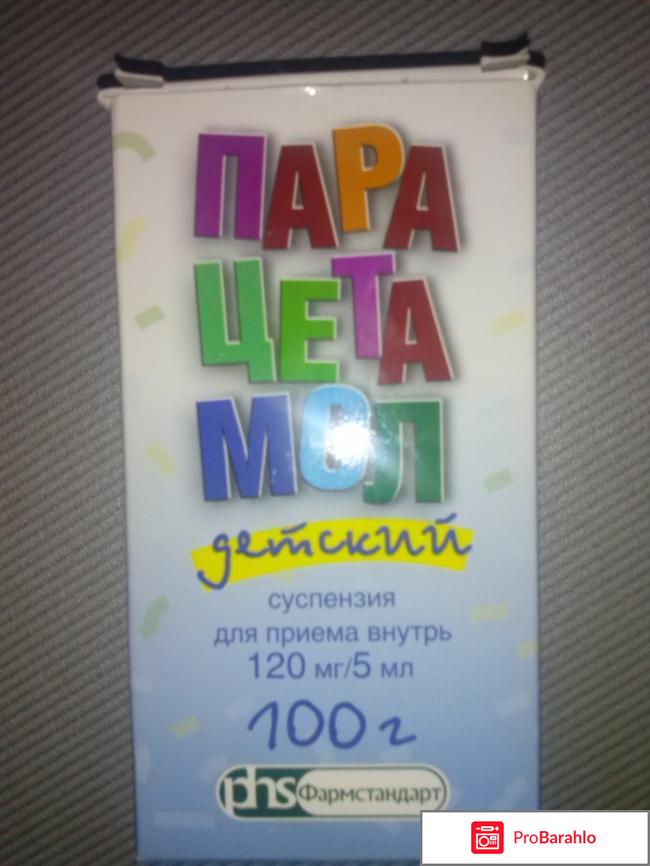 ПАРА
ЦЕТА
МОЛ
детский
суспензия
для приема внутрь
120 мг/5 мл
100 г
phs Фармстандарт
ProBarahlo